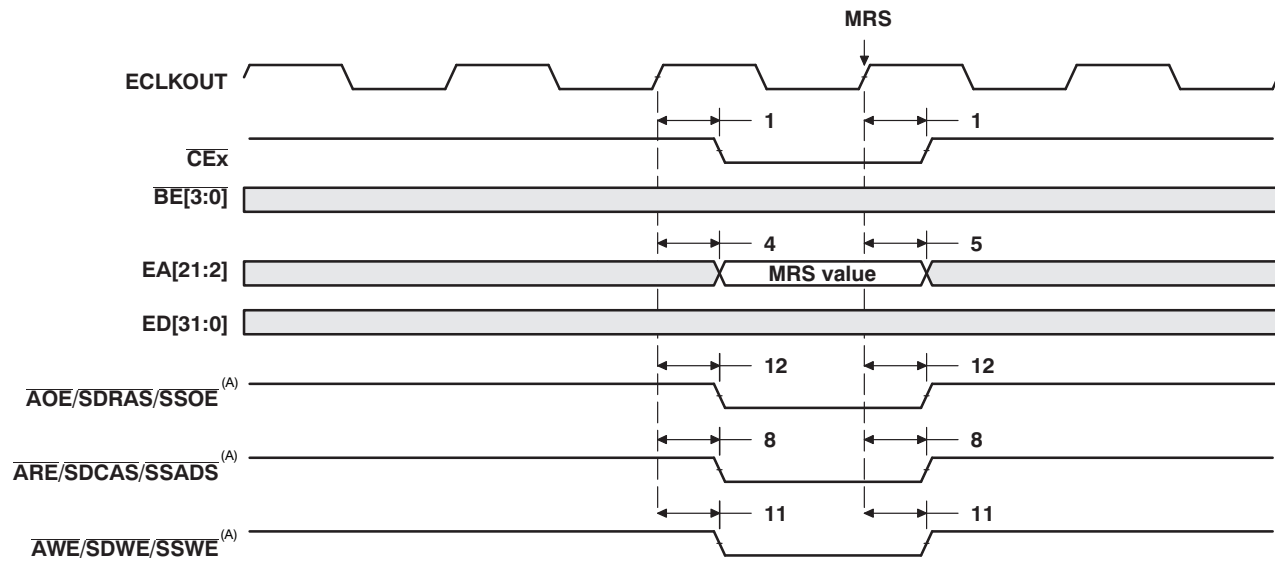 MRS
ECLKOUT
1 1
CEx
BE[3:0]
4 5
EA[21:2] MRS value
ED[31:0]
12 12
AOE/SDRAS/SSOE(A)
8 8
ARE/SDCAS/SSADS(A)
11 11
AWE/SDWE/SSWE(A)